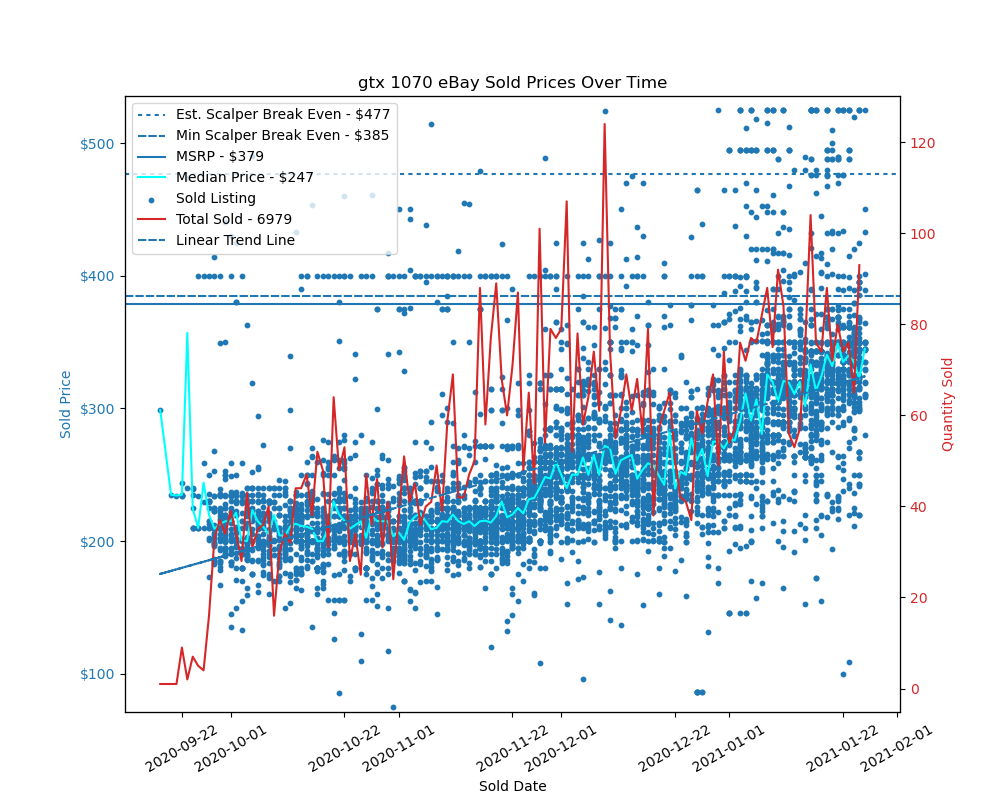 gtx 1070 eBay Sold Prices Over Time
Est. Scalper Break Even - $477
Min Scalper Break Even - $385
MSRP - $379
Median Price - $247
Sold Listing
Total Sold - 6979
Linear Trend Line
$500
$400
$300
$200
$100
Sold Price
120
100
80
60
40
20
0
Quantity Sold
2020-09-22
2020-10-01
2020-10-22
2020-11-01
2020-11-22
2020-12-01
2020-12-22
2021-01-01
2021-01-22
2021-02-01
Sold Date